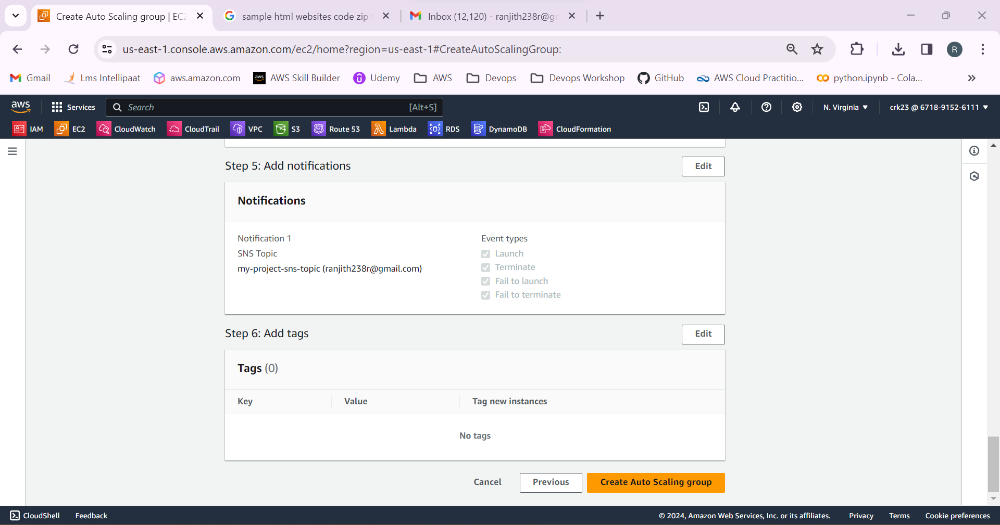 Create Auto Scaling group | EC2
sample html websites code zip
Inbox (12,120) - ranjith238r@gm
us-east-1.console.aws.amazon.com/ec2/home?region=us-east-1#CreateAutoScalingGroup:
R
Gmail
Lms Intellipaat
aws.amazon.com
aws
AWS Skill Builder
Udemy
AWS
Devops
Devops Workshop
GitHub
AWS Cloud Practitio...
python.ipynb - Cola...
aws
Services
Search
[Alt+S]
N. Virginia
crk23 @ 6718-9152-6111
IAM
EC2
CloudWatch
CloudTrail
VPC
S3
Route 53
Lambda
RDS
DynamoDB
CloudFormation
Step 5: Add notifications
Edit
Notifications
Notification 1
SNS Topic
my-project-sns-topic (ranjith238r@gmail.com)
Event types
Launch
Terminate
Fail to launch
Fail to terminate
Step 6: Add tags
Edit
Tags (0)
Key
Value
Tag new instances
No tags
Cancel
Previous
Create Auto Scaling group
CloudShell
Feedback
© 2024, Amazon Web Services, Inc. or its affiliates.
Privacy
Terms
Cookie preferences